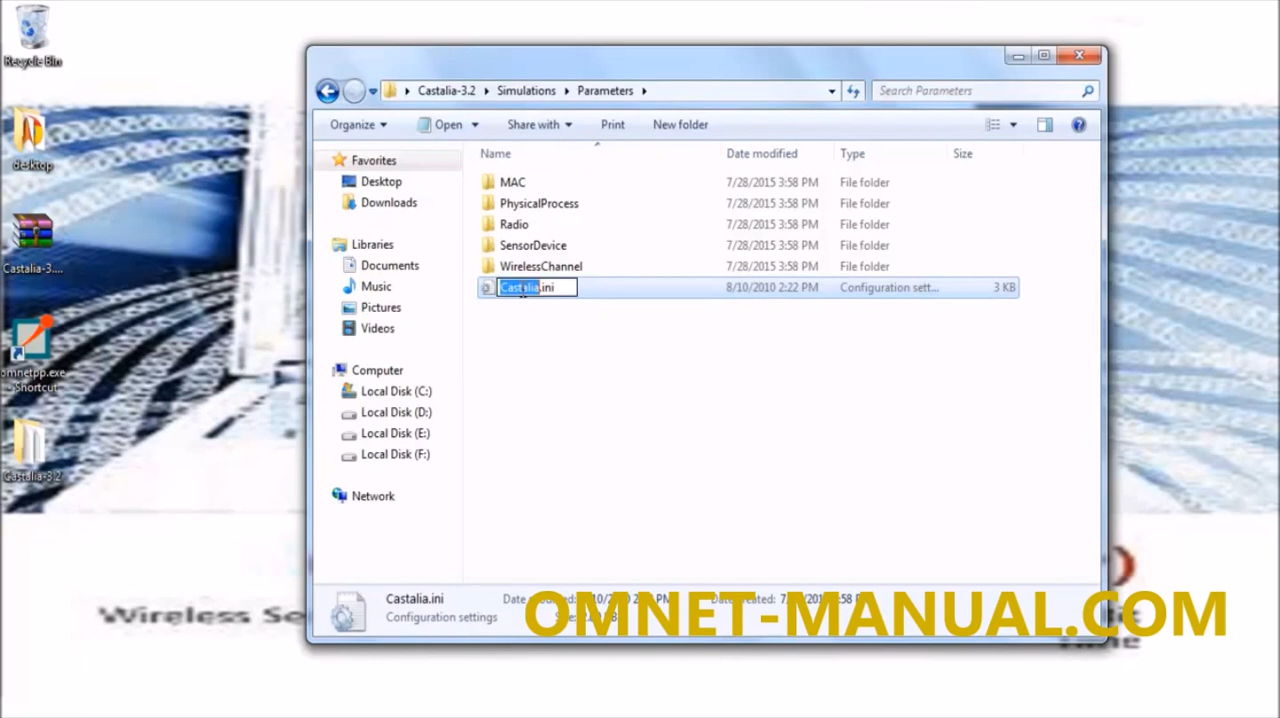 Recycle Bin
desktop
Castalia-3....
omnetpp.exe
- Shortcut
Castalia-3.2
Castalia-3.2 Simulations Parameters
Search Parameters
Organize Open Share with Print New folder
Name Date modified Type Size
Favorites
Desktop
Downloads
Libraries
Documents
Music
Pictures
Videos
Computer
Local Disk (C:)
Local Disk (D:)
Local Disk (E:)
Local Disk (F:)
Network
MAC 7/28/2015 3:58 PM File folder
PhysicalProcess 7/28/2015 3:58 PM File folder
Radio 7/28/2015 3:58 PM File folder
SensorDevice 7/28/2015 3:58 PM File folder
WirelessChannel 7/28/2015 3:58 PM File folder
Castalia.ini 8/10/2010 2:22 PM Configuration sett... 3 KB
Castalia.ini
Configuration settings
Wireless Se
OMNET-MANUAL.COM